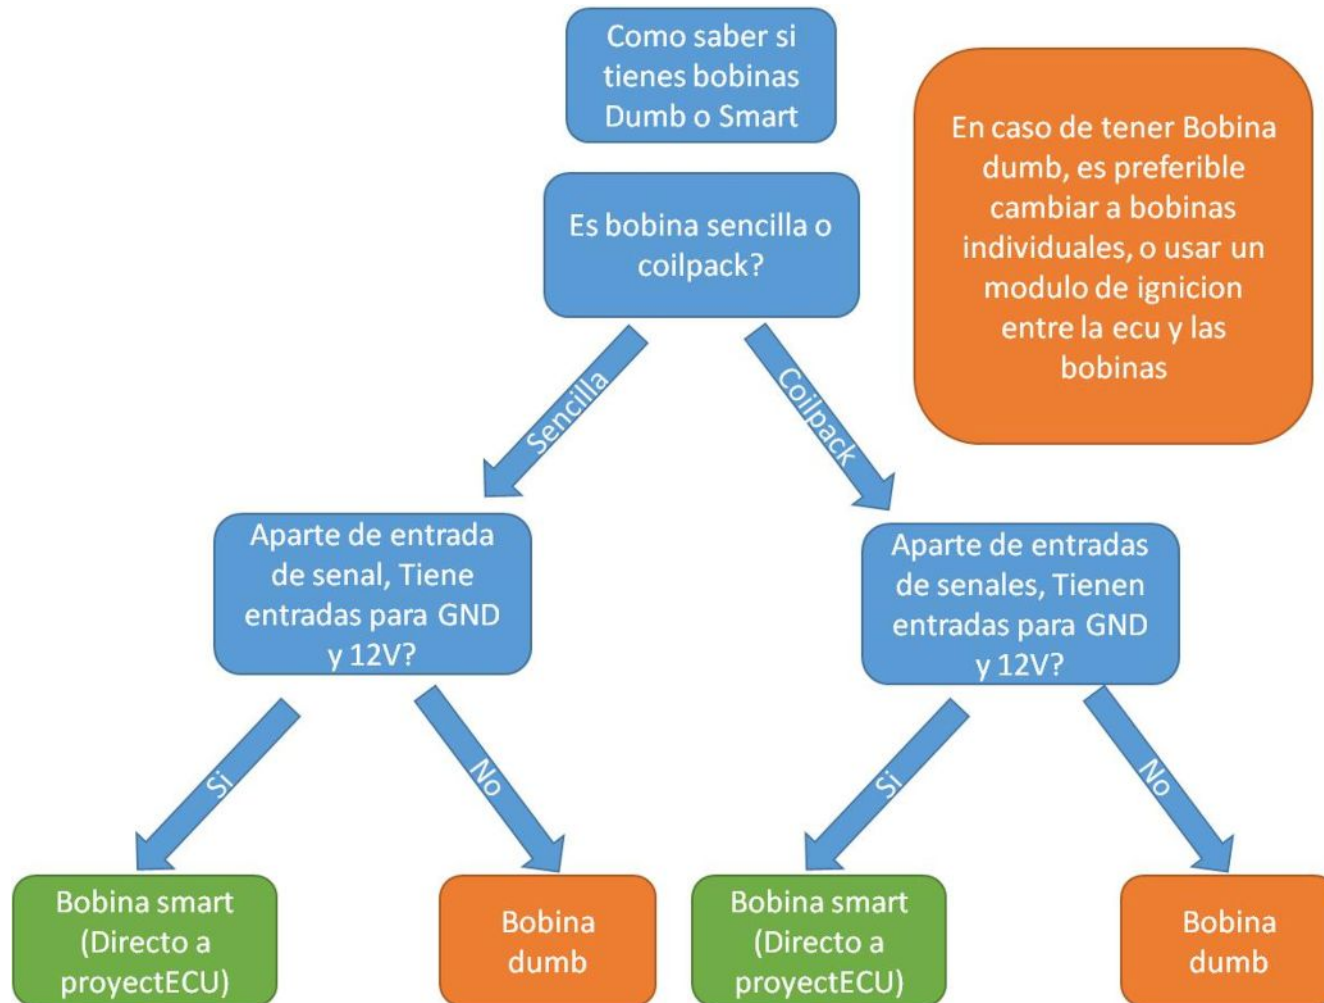 Como saber si
tienes bobinas
Dumb o Smart
En caso de tener Bobina
dumb, es preferible
cambiar a bobinas
individuales, o usar un
modulo de ignicion
entre la ecu y las
bobinas
Es bobina sencilla o
coilpack?
Sencilla
Coilpack
Aparte de entrada
de senal, Tiene
entradas para GND
y 12V?
Aparte de entradas
de senales, Tienen
entradas para GND
y 12V?
Si
No
Si
No
Bobina smart
(Directo a
proyectECU)
Bobina
dumb
Bobina smart
(Directo a
proyectECU)
Bobina
dumb